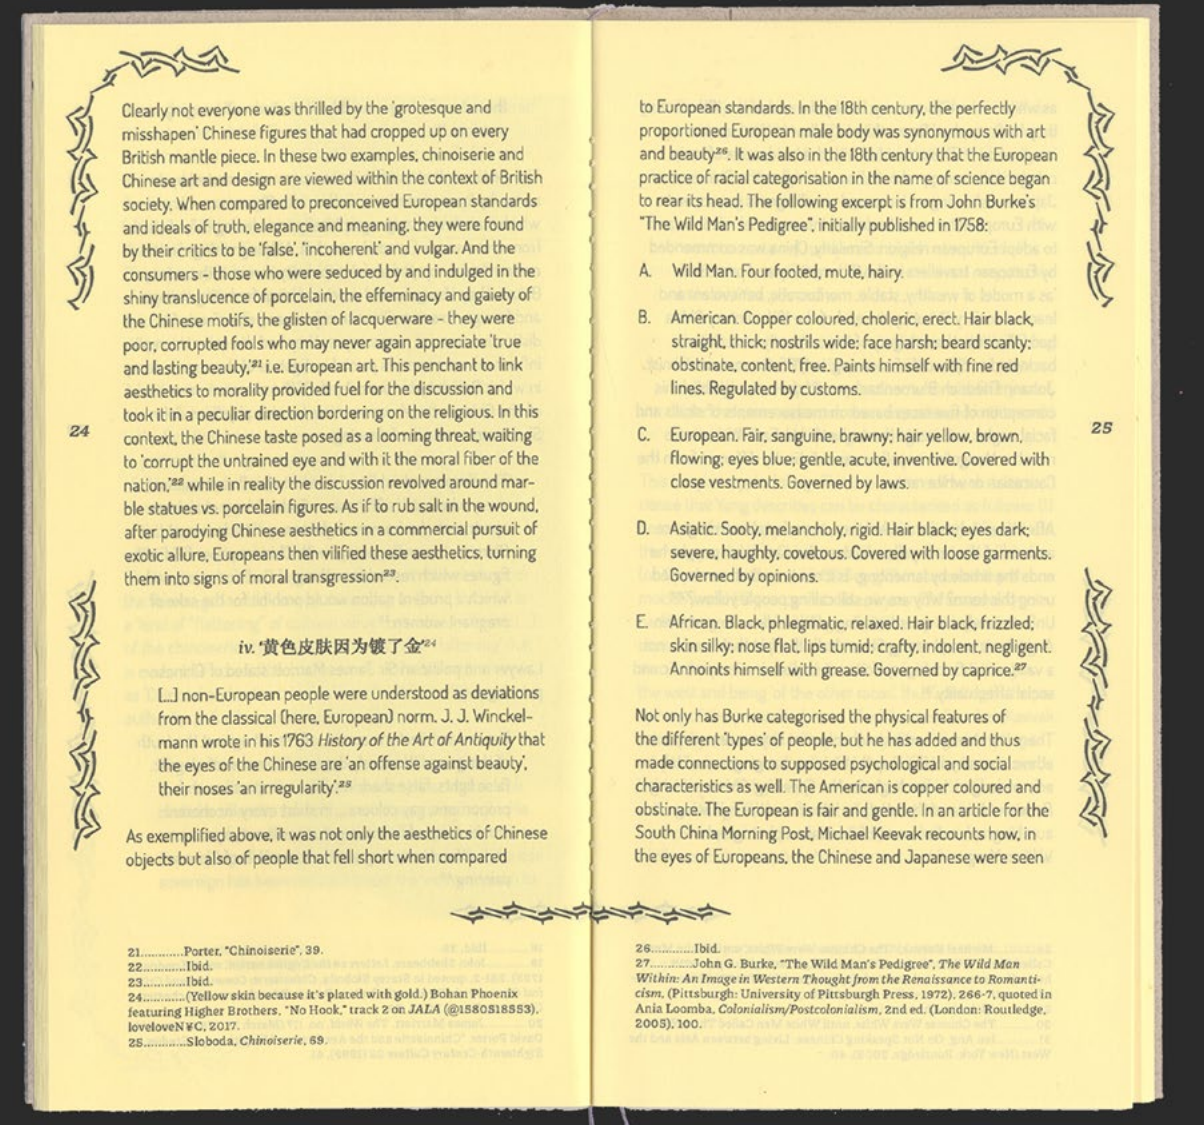 Clearly not everyone was thrilled by the 'grotesque and
misshapen' Chinese figures that had cropped up on every
British mantle piece. In these two examples, chinoiserie and
Chinese art and design are viewed within the context of British
society. When compared to preconceived European standards
and ideals of truth, elegance and meaning, they were found
by their critics to be 'false', 'incoherent' and vulgar. And the
consumers - those who were seduced by and indulged in the
shiny translucence of porcelain, the effeminacy and gaiety of
the Chinese motifs, the glisten of lacquerware - they were
poor, corrupted fools who may never again appreciate 'true
and lasting beauty,'²¹ i.e. European art. This penchant to link
aesthetics to morality provided fuel for the discussion and
took it in a peculiar direction bordering on the religious. In this
24
context, the Chinese taste posed as a looming threat, waiting
to 'corrupt the untrained eye and with it the moral fiber of the
nation,'²² while in reality the discussion revolved around mar-
ble statues vs. porcelain figures. As if to rub salt in the wound,
after parodying Chinese aesthetics in a commercial pursuit of
exotic allure, Europeans then vilified these aesthetics, turning
them into signs of moral transgression²³.
iv. '黄色皮肤因为镀了金'²⁴
[...] non-European people were understood as deviations
from the classical (here, European) norm. J. J. Winckel-
mann wrote in his 1763 History of the Art of Antiquity that
the eyes of the Chinese are 'an offense against beauty',
their noses 'an irregularity'.²⁵
As exemplified above, it was not only the aesthetics of Chinese
objects but also of people that fell short when compared
21............Porter, "Chinoiserie", 39.
22............Ibid.
23............Ibid.
24............(Yellow skin because it's plated with gold.) Bohan Phoenix
featuring Higher Brothers, "No Hook," track 2 on JALA (@1580518553),
loveloveN¥C, 2017.
25............Sloboda, Chinoiserie, 69.
to European standards. In the 18th century, the perfectly
proportioned European male body was synonymous with art
and beauty²⁶. It was also in the 18th century that the European
practice of racial categorisation in the name of science began
to rear its head. The following excerpt is from John Burke's
"The Wild Man's Pedigree", initially published in 1758:
A. Wild Man. Four footed, mute, hairy.
B. American. Copper coloured, choleric, erect. Hair black,
straight, thick; nostrils wide; face harsh; beard scanty;
obstinate, content, free. Paints himself with fine red
lines. Regulated by customs.
25
C. European. Fair, sanguine, brawny; hair yellow, brown,
flowing; eyes blue; gentle, acute, inventive. Covered with
close vestments. Governed by laws.
D. Asiatic. Sooty, melancholy, rigid. Hair black; eyes dark;
severe, haughty, covetous. Covered with loose garments.
Governed by opinions.
E. African. Black, phlegmatic, relaxed. Hair black, frizzled;
skin silky; nose flat, lips tumid; crafty, indolent, negligent.
Annoints himself with grease. Governed by caprice.²⁷
Not only has Burke categorised the physical features of
the different 'types' of people, but he has added and thus
made connections to supposed psychological and social
characteristics as well. The American is copper coloured and
obstinate. The European is fair and gentle. In an article for the
South China Morning Post, Michael Keevak recounts how, in
the eyes of Europeans, the Chinese and Japanese were seen
26............Ibid.
27............John G. Burke, "The Wild Man's Pedigree", The Wild Man
Within: An Image in Western Thought from the Renaissance to Romanti-
cism, (Pittsburgh: University of Pittsburgh Press, 1972), 266-7, quoted in
Ania Loomba, Colonialism/Postcolonialism, 2nd ed. (London: Routledge,
2005), 100.